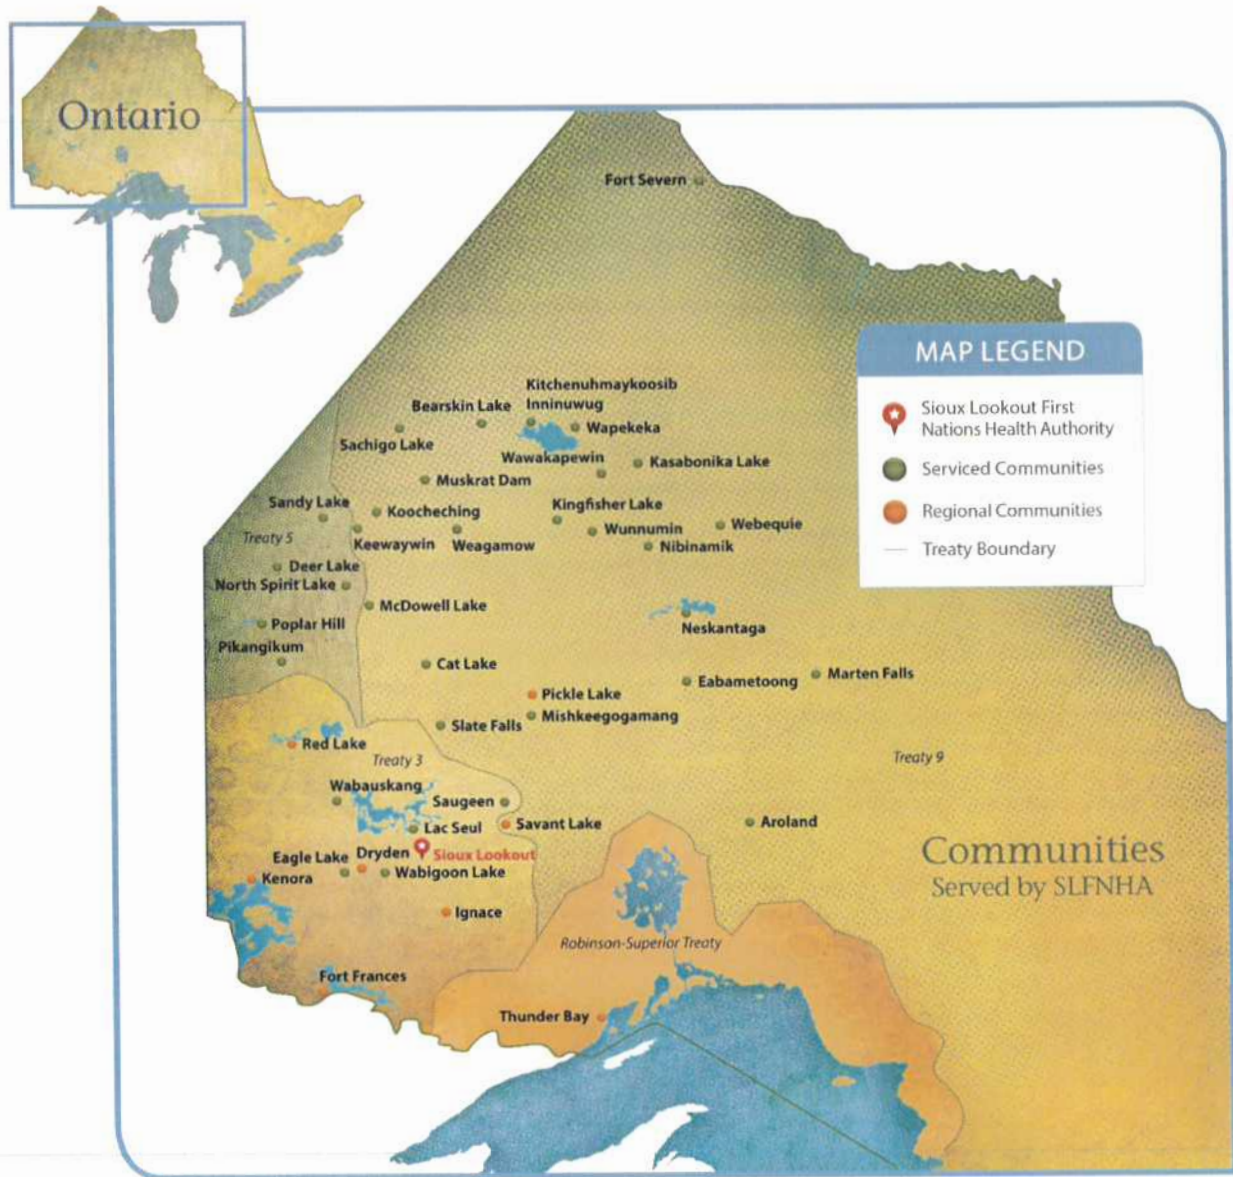 Ontario
Fort Severn
MAP LEGEND
Sioux Lookout First
Nations Health Authority
Serviced Communities
Regional Communities
Treaty Boundary
Kitchenuhmaykoosib
Inninuwug
Bearskin Lake
Sachigo Lake
Wapekeka
Wawakapewin
Kasabonika Lake
Muskrat Dam
Sandy Lake
Koocheching
Kingfisher Lake
Treaty 5
Keewaywin
Weagamow
Wunnumin
Webequie
Nibinamik
Deer Lake
North Spirit Lake
McDowell Lake
Poplar Hill
Neskantaga
Pikangikum
Cat Lake
Eabametoong
Marten Falls
Pickle Lake
Mishkeegogamang
Slate Falls
Red Lake
Treaty 3
Treaty 9
Wabauskang
Saugeen
Savant Lake
Lac Seul
Aroland
Eagle Lake
Dryden
Sioux Lookout
Kenora
Wabigoon Lake
Communities
Served by SLFNHA
Ignace
Robinson-Superior Treaty
Fort Frances
Thunder Bay